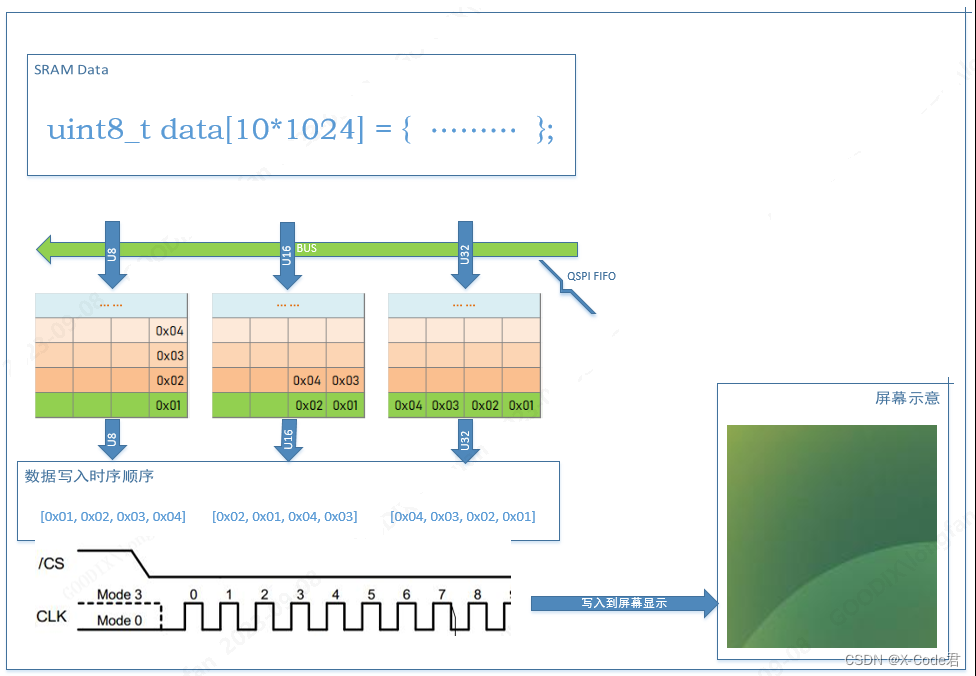 SRAM Data
uint8_t data[10*1024] = { ……… };
U8
U16
U32
BUS
QSPI FIFO
… …
… …
… …
0x04
0x03
0x02
0x04 0x03
0x01
0x02 0x01
0x04 0x03 0x02 0x01
U8
U16
U32
屏幕示意
数据写入时序顺序
[0x01, 0x02, 0x03, 0x04]
[0x02, 0x01, 0x04, 0x03]
[0x04, 0x03, 0x02, 0x01]
/CS
Mode 3
0 1 2 3 4 5 6 7 8
CLK
Mode 0
写入到屏幕显示
CSDN @X-Code君